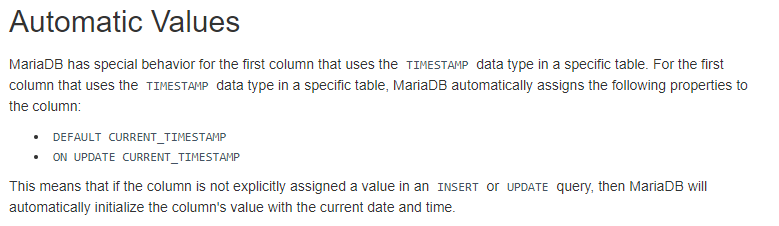 Automatic Values
MariaDB has special behavior for the first column that uses the TIMESTAMP data type in a specific table. For the first
column that uses the TIMESTAMP data type in a specific table, MariaDB automatically assigns the following properties to
the column:
• DEFAULT CURRENT_TIMESTAMP
• ON UPDATE CURRENT_TIMESTAMP
This means that if the column is not explicitly assigned a value in an INSERT or UPDATE query, then MariaDB will
automatically initialize the column's value with the current date and time.